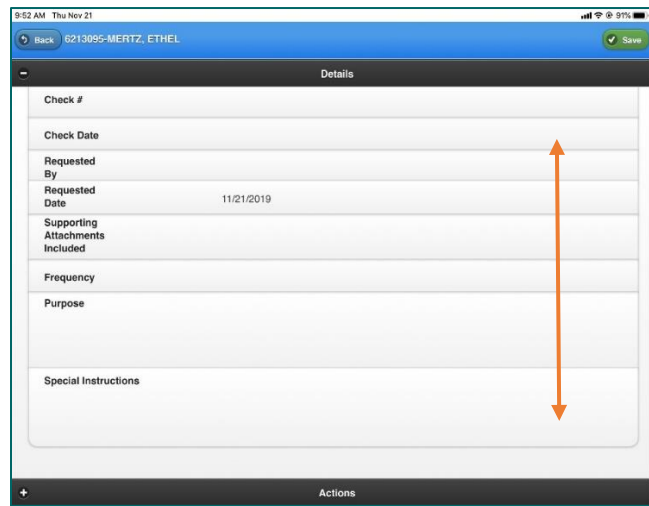 9:52 AM Thu Nov 21 91%
Back 6213095-MERTZ, ETHEL Save
Details
Check #
Check Date
Requested
By
Requested
Date 11/21/2019
Supporting
Attachments
Included
Frequency
Purpose
Special Instructions
Actions